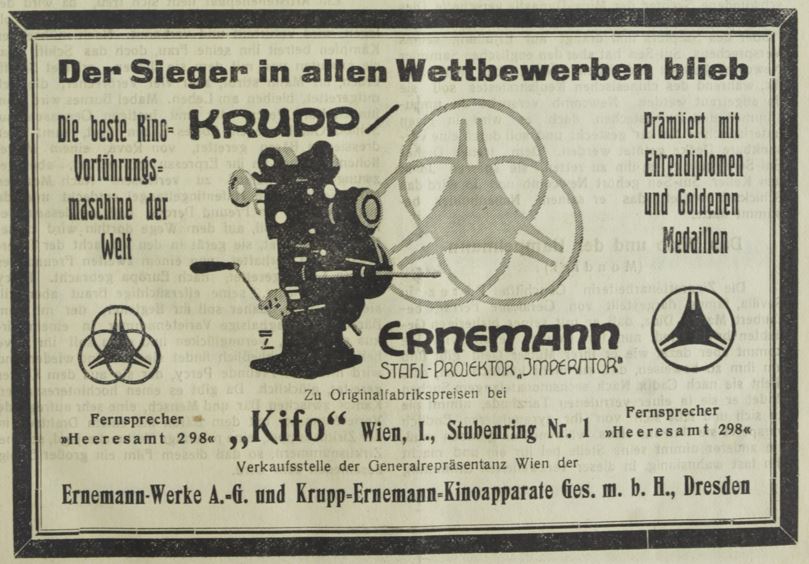 Der Sieger in allen Wettbewerben blieb
Die beste Kino-
Vorführungs-
maschine der
Welt
KRUPP/
Prämiiert mit
Ehrendiplomen
und Goldenen
Medaillen
ERNEMANN
STAHL-PROJEKTOR „IMPERATOR"
Zu Originalfabrikspreisen bei
Fernsprecher
»Heeresamt 298«
„Kifo“ Wien, I., Stubenring Nr. 1
Fernsprecher
»Heeresamt 298«
Verkaufsstelle der Generalrepräsentanz Wien der
Ernemann-Werke A.-G. und Krupp-Ernemann-Kinoapparate Ges. m. b. H., Dresden